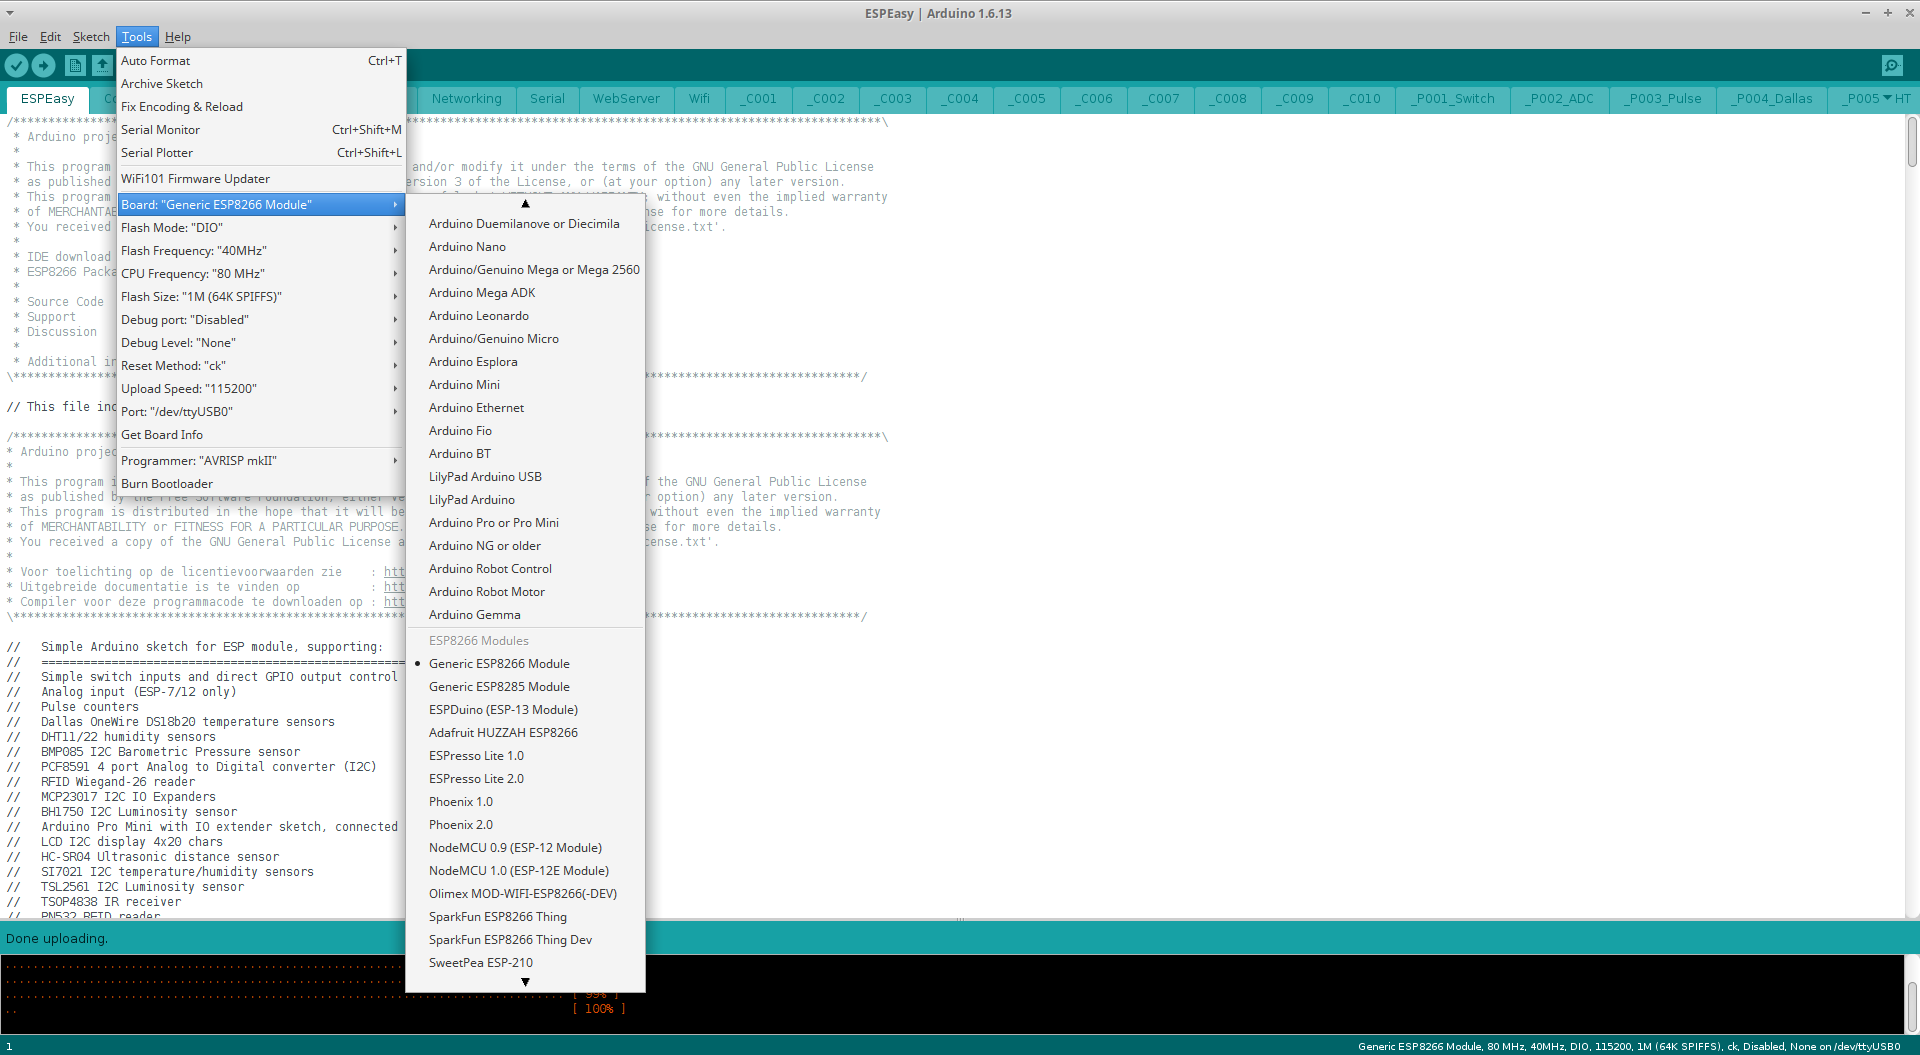 ESPEasy | Arduino 1.6.13
File Edit Sketch Tools Help
ESPEasy Networking Serial WebServer Wifi _C001 _C002 _C003 _C004 _C005 _C006 _C007 _C008 _C009 _C010 _P001_Switch _P002_ADC _P003_Pulse _P004_Dallas _P005 HT
Auto Format Ctrl+T
Archive Sketch
Fix Encoding & Reload
Serial Monitor Ctrl+Shift+M
Serial Plotter Ctrl+Shift+L
WiFi101 Firmware Updater
Board: "Generic ESP8266 Module"
Flash Mode: "DIO"
Flash Frequency: "40MHz"
CPU Frequency: "80 MHz"
Flash Size: "1M (64K SPIFFS)"
Debug port: "Disabled"
Debug Level: "None"
Reset Method: "ck"
Upload Speed: "115200"
Port: "/dev/ttyUSB0"
Get Board Info
Programmer: "AVRISP mkII"
Burn Bootloader
Arduino Duemilanove or Diecimila
Arduino Nano
Arduino/Genuino Mega or Mega 2560
Arduino Mega ADK
Arduino Leonardo
Arduino/Genuino Micro
Arduino Esplora
Arduino Mini
Arduino Ethernet
Arduino Fio
Arduino BT
LilyPad Arduino USB
LilyPad Arduino
Arduino Pro or Pro Mini
Arduino NG or older
Arduino Robot Control
Arduino Robot Motor
Arduino Gemma
ESP8266 Modules
Generic ESP8266 Module
Generic ESP8285 Module
ESPDuino (ESP-13 Module)
Adafruit HUZZAH ESP8266
ESPresso Lite 1.0
ESPresso Lite 2.0
Phoenix 1.0
Phoenix 2.0
NodeMCU 0.9 (ESP-12 Module)
NodeMCU 1.0 (ESP-12E Module)
Olimex MOD-WIFI-ESP8266(-DEV)
SparkFun ESP8266 Thing
SparkFun ESP8266 Thing Dev
SweetPea ESP-210
* Arduino
* This program and/or modify it under the terms of the GNU General Public License
* as published 3 of the License, or (at your option) any later version.
* This program without even the implied warranty
* of for more details.
* You received
* IDE download
* ESP8266
* Source Code
* Support
* Discussion
* Additional
// This file
* Arduino
* This program the GNU General Public License
* as published by the Free Software Foundation, option) any later version.
* This program is distributed in the hope that it will be without even the implied warranty
* of MERCHANTABILITY or FITNESS FOR A PARTICULAR PURPOSE. for more details.
* You received a copy of the GNU General Public License
* Voor toelichting op de licentievoorwaarden zie :
* Uitgebreide documentatie is te vinden op :
* Compiler voor deze programmacode te downloaden op :
// Simple Arduino sketch for ESP module, supporting:
// ====================================================
// Simple switch inputs and direct GPIO output control
// Analog input (ESP-7/12 only)
// Pulse counters
// Dallas OneWire DS18b20 temperature sensors
// DHT11/22 humidity sensors
// BMP085 I2C Barometric Pressure sensor
// PCF8591 4 port Analog to Digital converter (I2C)
// RFID Wiegand-26 reader
// MCP23017 I2C IO Expanders
// BH1750 I2C Luminosity sensor
// Arduino Pro Mini with IO extender sketch, connected
// LCD I2C display 4x20 chars
// HC-SR04 Ultrasonic distance sensor
// SI7021 I2C temperature/humidity sensors
// TSL2561 I2C Luminosity sensor
// TSOP4838 IR receiver
// PN532 RFID reader
Done uploading.
[ 99% ]
[ 100% ]
1 Generic ESP8266 Module, 80 MHz, 40MHz, DIO, 115200, 1M (64K SPIFFS), ck, Disabled, None on /dev/ttyUSB0